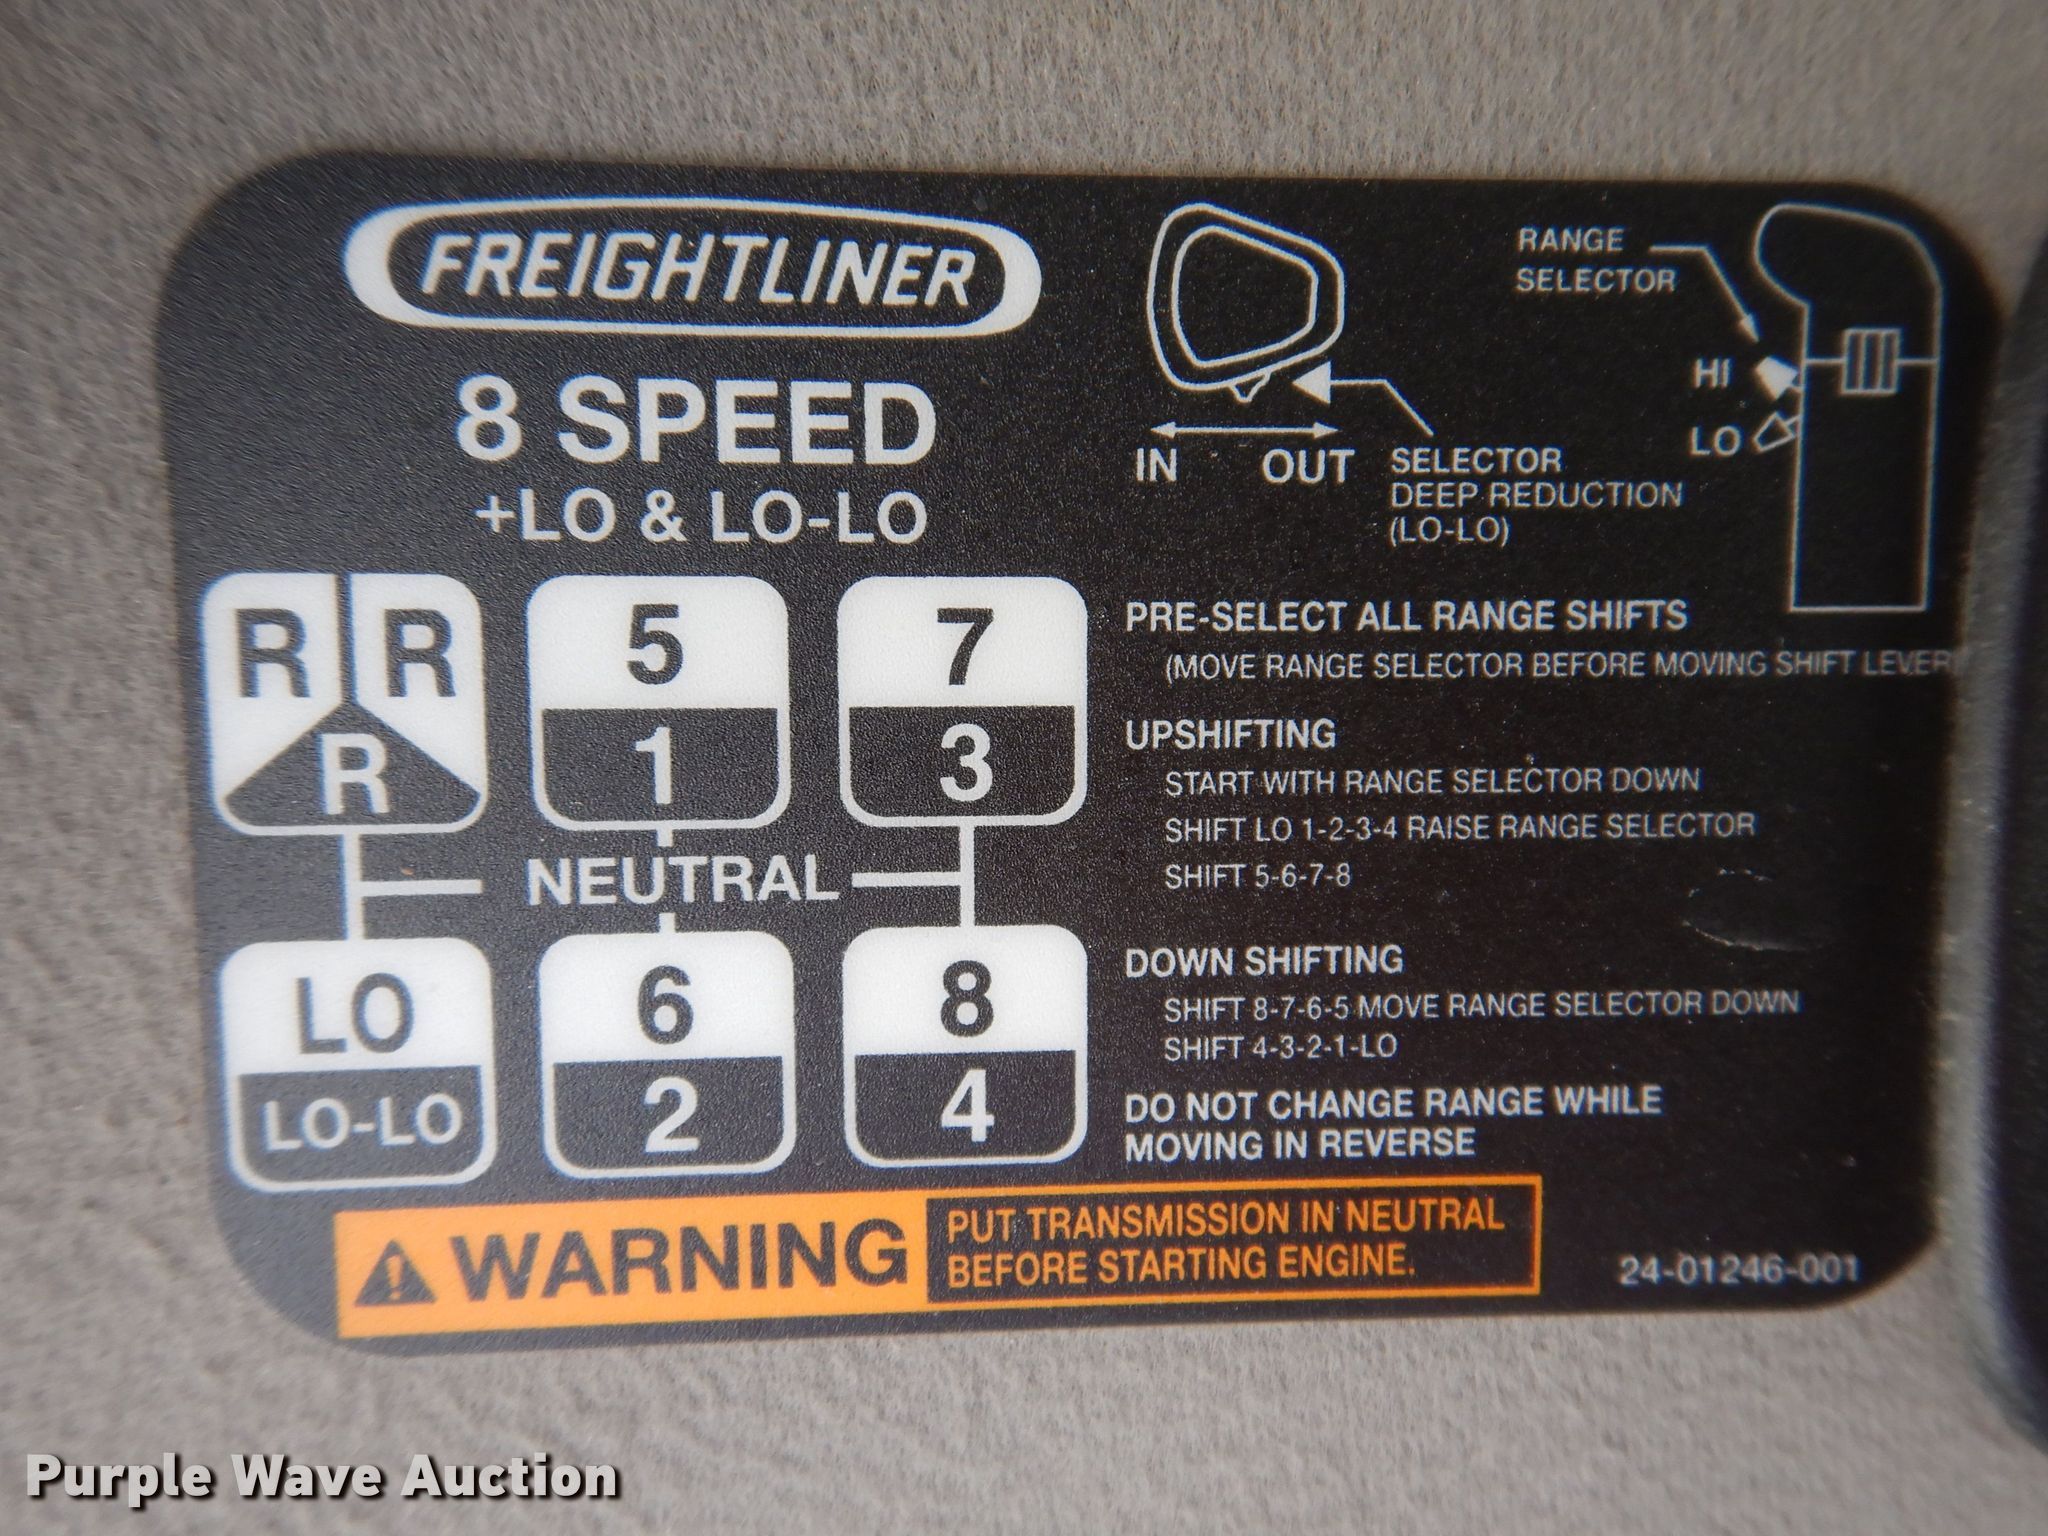 FREIGHTLINER
8 SPEED
+LO & LO-LO
R R
R
5
1
7
3
NEUTRAL
LO
LO-LO
6
2
8
4
IN OUT
SELECTOR
DEEP REDUCTION
(LO-LO)
RANGE
SELECTOR
HI
LO
PRE-SELECT ALL RANGE SHIFTS
(MOVE RANGE SELECTOR BEFORE MOVING SHIFT LEVER
UPSHIFTING
START WITH RANGE SELECTOR DOWN
SHIFT LO 1-2-3-4 RAISE RANGE SELECTOR
SHIFT 5-6-7-8
DOWN SHIFTING
SHIFT 8-7-6-5 MOVE RANGE SELECTOR DOWN
SHIFT 4-3-2-1-LO
DO NOT CHANGE RANGE WHILE
MOVING IN REVERSE
WARNING
PUT TRANSMISSION IN NEUTRAL
BEFORE STARTING ENGINE.
24-01246-001
Purple Wave Auction